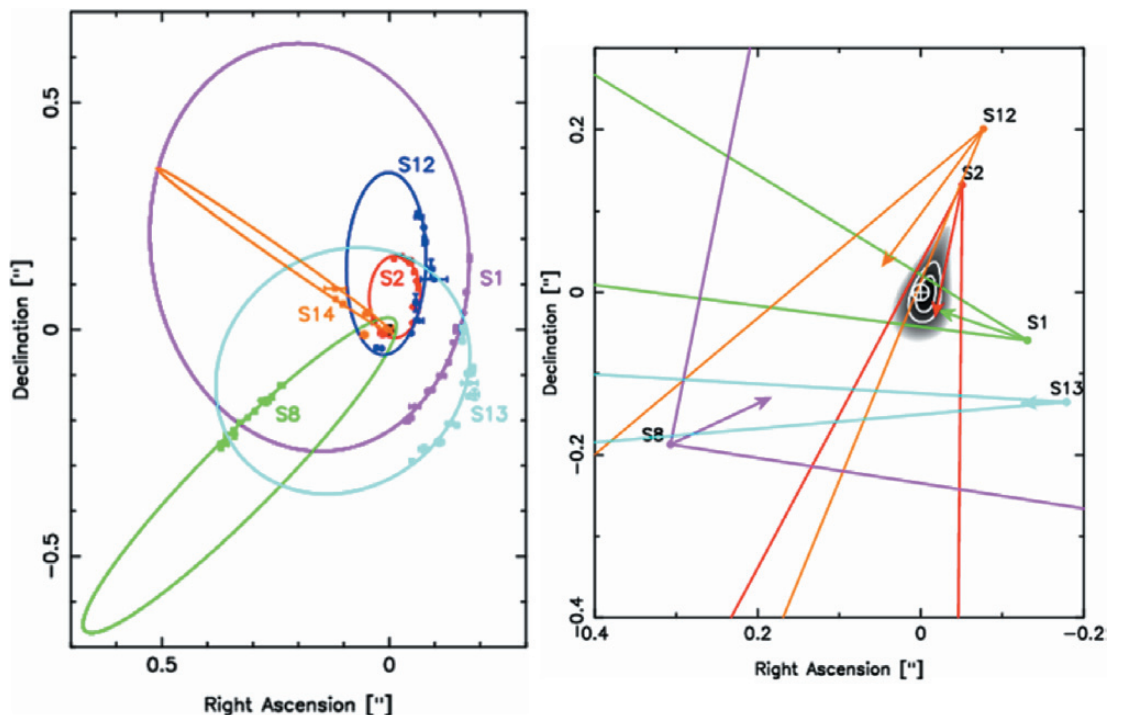 0.5
0
−0.5
Declination ["]
S12
S2
S1
S14
S13
S8
0.5
0
Right Ascension ["]
0.2
0
−0.2
−0.4
Declination ["]
S12
S2
S1
S13
S8
−0.4
0.2
0
−0.2
Right Ascension ["]